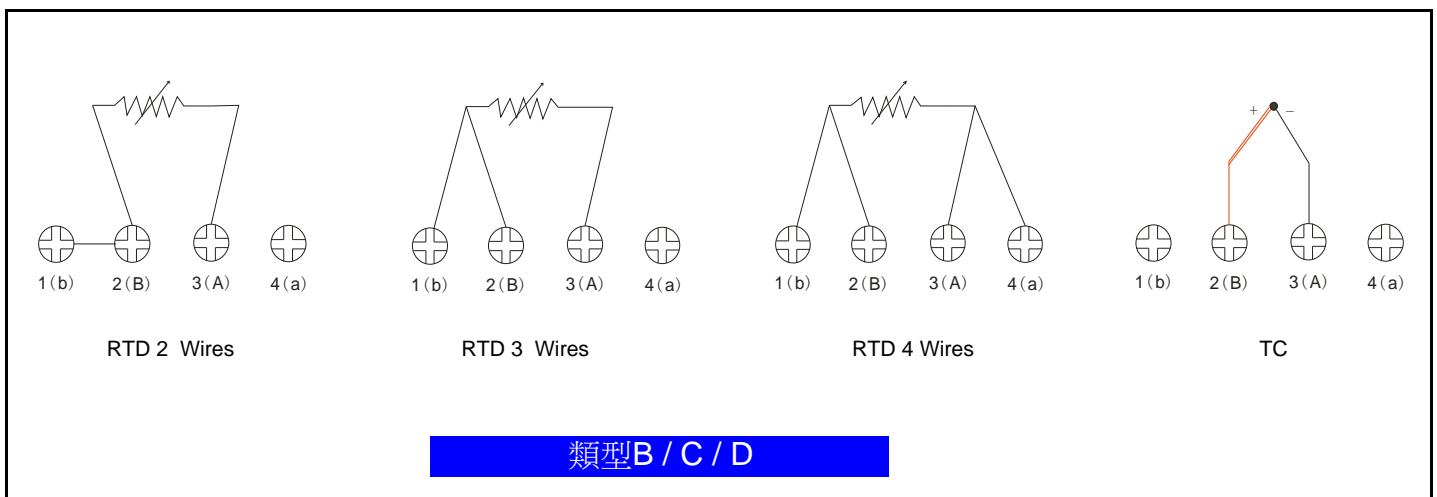 + –
1(b) 2(B) 3(A) 4(a) 1(b) 2(B) 3(A) 4(a) 1(b) 2(B) 3(A) 4(a) 1(b) 2(B) 3(A) 4(a)
RTD 2 Wires RTD 3 Wires RTD 4 Wires TC
類型B / C / D